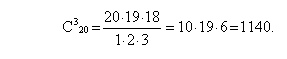 C³₂₀ = 20·19·18 / 1·2·3 = 10·19·6=1140.